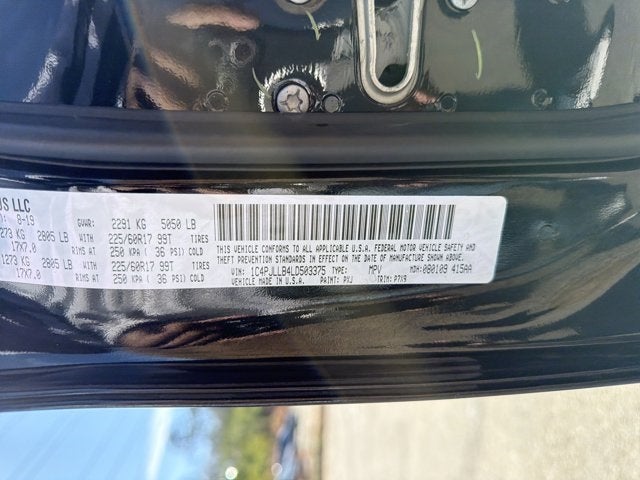 US LLC
8-19 GVWR: 2291 KG 5050 LB
273 KG 2805 LB WITH 225/60R17 99T TIRES
17X7.0 RIMS AT 250 KPA ( 36 PSI) COLD
1273 KG 2805 LB WITH 225/60R17 99T TIRES
17X7.0 RIMS AT 250 KPA ( 36 PSI) COLD
THIS VEHICLE CONFORMS TO ALL APPLICABLE U.S.A. FEDERAL MOTOR VEHICLE SAFETY AND
THEFT PREVENTION STANDARDS IN EFFECT ON THE DATE OF MANUFACTURE SHOWN ABOVE.
VIN: 1C4PJLLB4LD503375 TYPE: MPV MDH: 080109 415AA
VEHICLE MADE IN U.S.A. PAINT: PXJ TRIM: P7X9